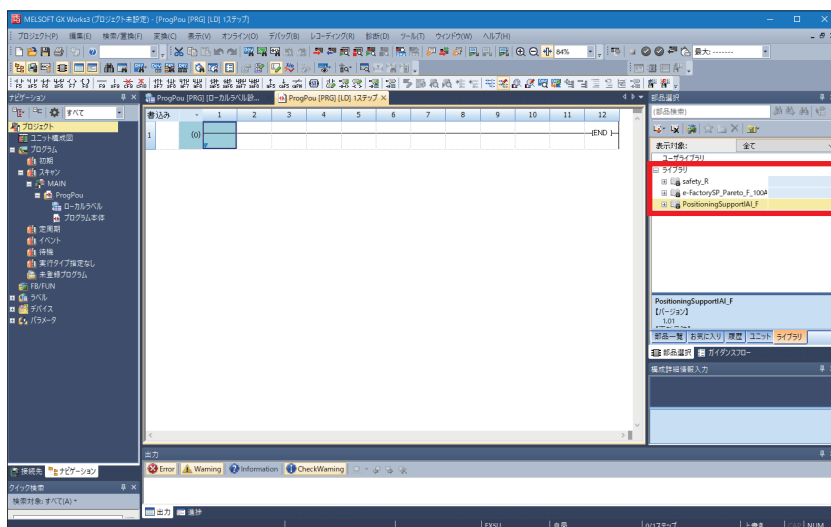 MELSOFT GX Works3 (プロジェクト未設定) - [ProgPou [PRG] [LD] 1ステップ]
プロジェクト(P) 編集(E) 検索/置換(F) 変換(C) 表示(V) オンライン(O) デバッグ(B) レコーディング(R) 診断(D) ツール(T) ウィンドウ(W) ヘルプ(H)
84%
最大: --------
ナビゲーション
すべて
プロジェクト
ユニット構成図
プログラム
初期
スキャン
MAIN
ProgPou
ローカルラベル
プログラム本体
定周期
イベント
待機
実行タイプ指定なし
未登録プログラム
FB/FUN
ラベル
デバイス
パラメータ
接続先 ナビゲーション
クイック検索
検索対象: すべて(A)
ProgPou [PRG] [ローカルラベル設... ProgPou [PRG] [LD] 1ステップ
書込み 1 2 3 4 5 6 7 8 9 10 11 12
1 (0) [END]
部品選択
(部品検索)
表示対象: 全て
ユーザライブラリ
ライブラリ
safety_R
e-FactorySP_Pareto_F_100A
PositioningSupportIAI_F
PositioningSupportIAI_F
【バージョン】
1.01
部品一覧 お気に入り 履歴 ユニット ライブラリ
部品選択 ガイダンスフロー
構成詳細情報入力
出力
Error Warning Information CheckWarning
出力 進捗
FX5U 自局 0/1ステップ 上書き CAP NUM